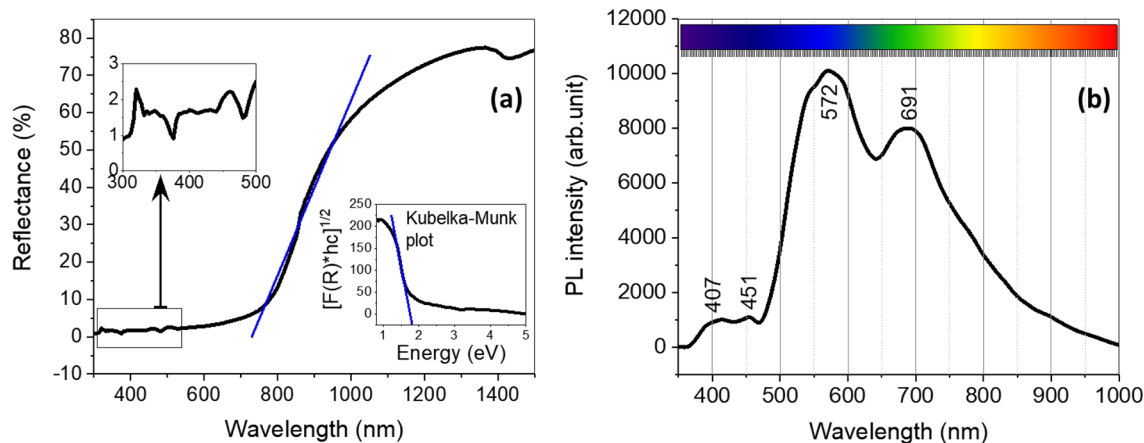 80
70
60
50
40
30
20
10
0
-10
Reflectance (%)
400 600 800 1000 1200 1400
Wavelength (nm)
(a)
3
2
1
0
300 400 500
250
200
150
100
50
0
[F(R)*hc]1/2
Kubelka-Munk
plot
1 2 3 4 5
Energy (eV)
12000
10000
8000
6000
4000
2000
0
PL intensity (arb.unit)
(b)
407
451
572
691
400 500 600 700 800 900 1000
Wavelength (nm)